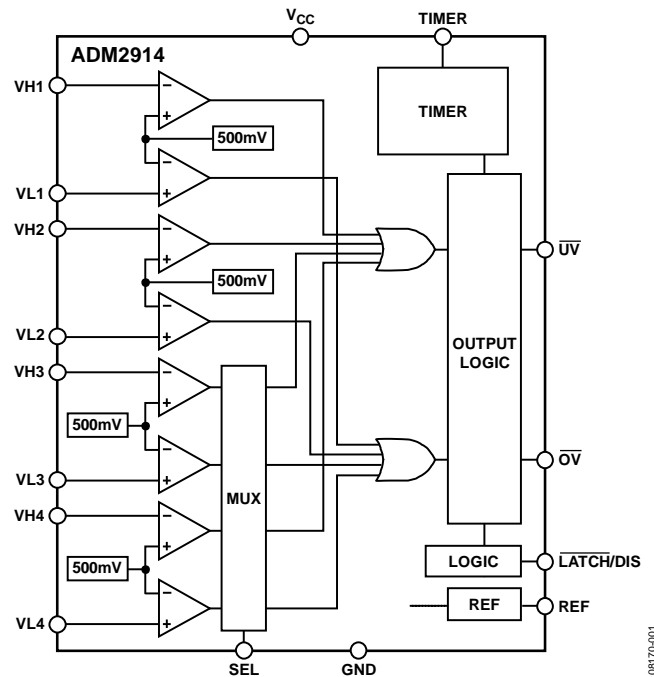 VCC
TIMER
ADM2914
VH1
TIMER
500mV
VL1
VH2
UV
500mV
VL2
OUTPUT
LOGIC
VH3
500mV
OV
VL3
MUX
VH4
LOGIC
LATCH/DIS
500mV
REF
REF
VL4
SEL
GND
08170-001